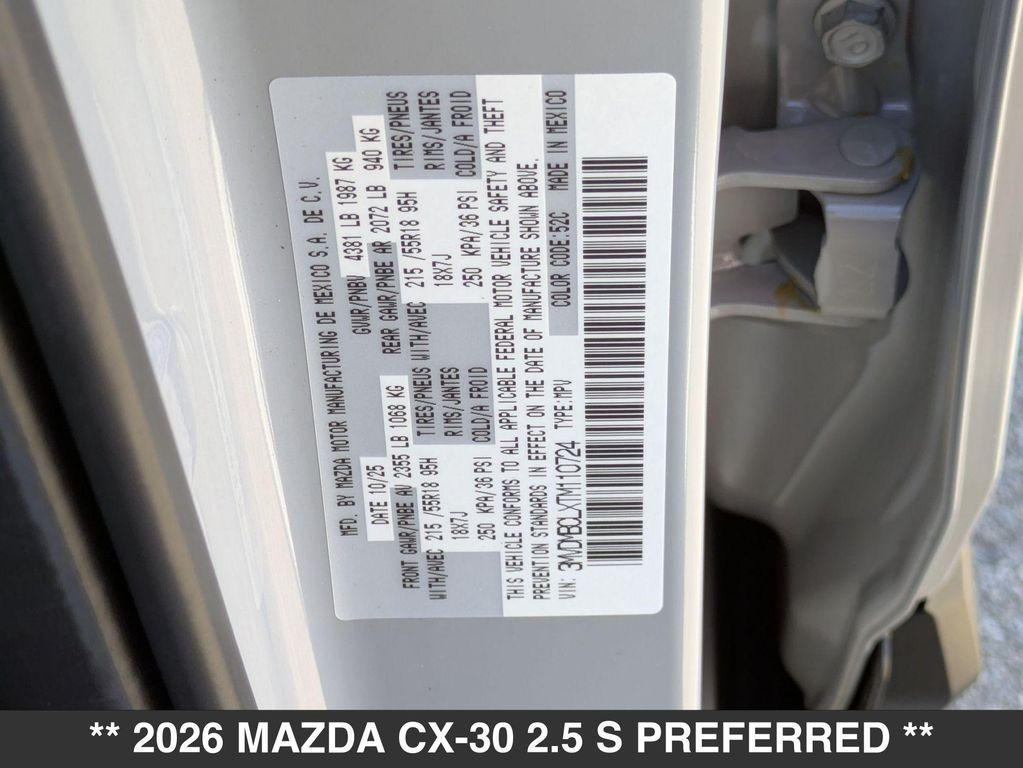 MFD. BY MAZDA MOTOR MANUFACTURING DE MEXICO S.A. DE C.V.
DATE 10/25 GVWR/PNBV 4381 LB 1987 KG
FRONT GAWR/PNBE AV 2355 LB 1068 KG REAR GAWR/PNBE AR 2072 LB 940 KG
WITH/AVEC 215 /55R18 95H TIRES/PNEUS WITH/AVEC 215 /55R18 95H TIRES/PNEUS
18X7J RIMS/JANTES 18X7J RIMS/JANTES
250 KPA/36 PSI COLD/A FROID 250 KPA/36 PSI COLD/A FROID
THIS VEHICLE CONFORMS TO ALL APPLICABLE FEDERAL MOTOR VEHICLE SAFETY AND THEFT
PREVENTION STANDARDS IN EFFECT ON THE DATE OF MANUFACTURE SHOWN ABOVE.
VIN: 3MVDMBCLXTM110724 TYPE:MPV COLOR CODE:52C MADE IN MEXICO
10
** 2026 MAZDA CX-30 2.5 S PREFERRED **